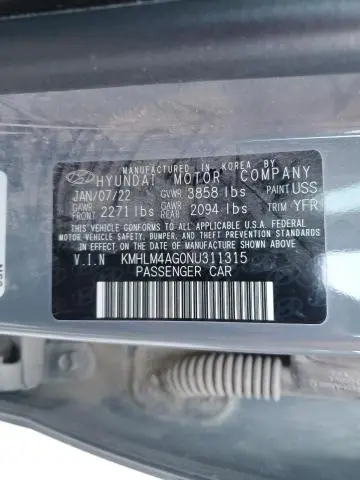 MANUFACTURED IN KOREA BY
HYUNDAI MOTOR COMPANY
JAN/07/22 GVWR 3858 lbs PAINT USS
GAWR FRONT 2271 lbs GAWR REAR 2094 lbs TRIM YFR
THIS VEHICLE CONFORMS TO ALL APPLICABLE U.S.A FEDERAL
MOTOR VEHICLE SAFETY, BUMPER, AND THEFT PREVENTION STANDARDS
IN EFFECT ON THE DATE OF MANUFACTURE SHOWN ABOVE.
V.I.N KMHLM4AG0NU311315
PASSENGER CAR